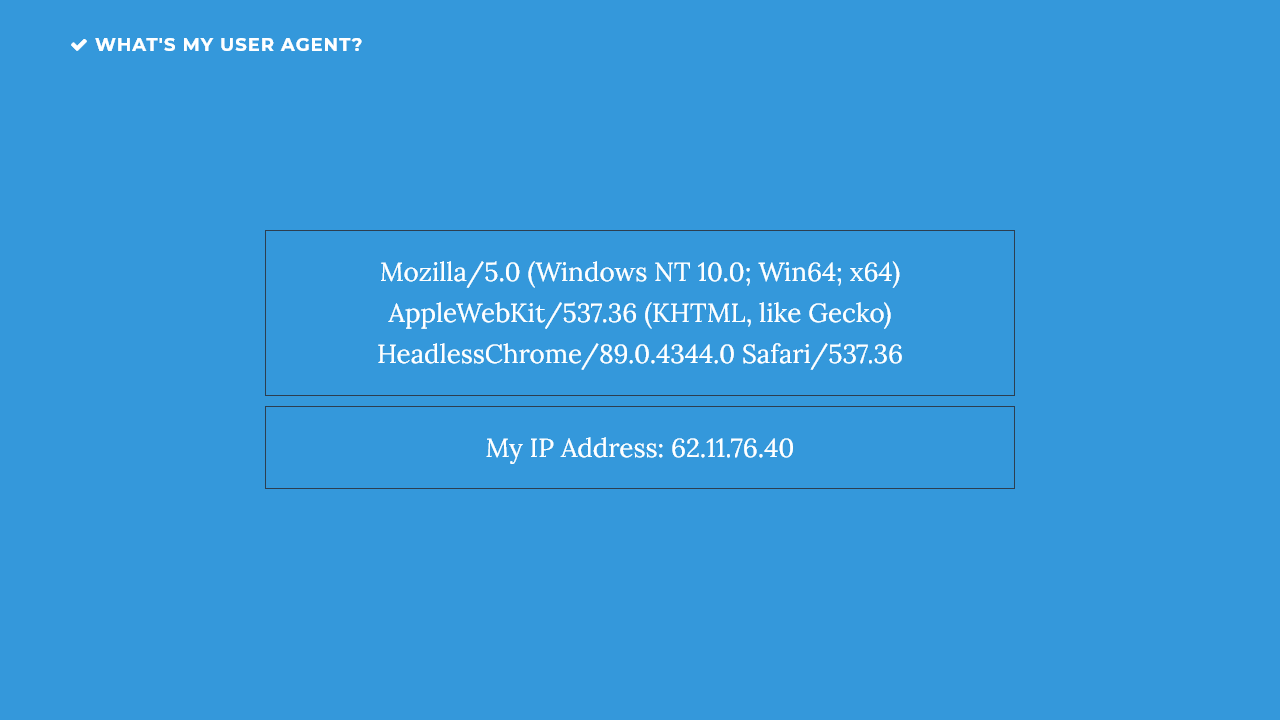 WHAT'S MY USER AGENT?
Mozilla/5.0 (Windows NT 10.0; Win64; x64)
AppleWebKit/537.36 (KHTML, like Gecko)
HeadlessChrome/89.0.4344.0 Safari/537.36
My IP Address: 62.11.76.40